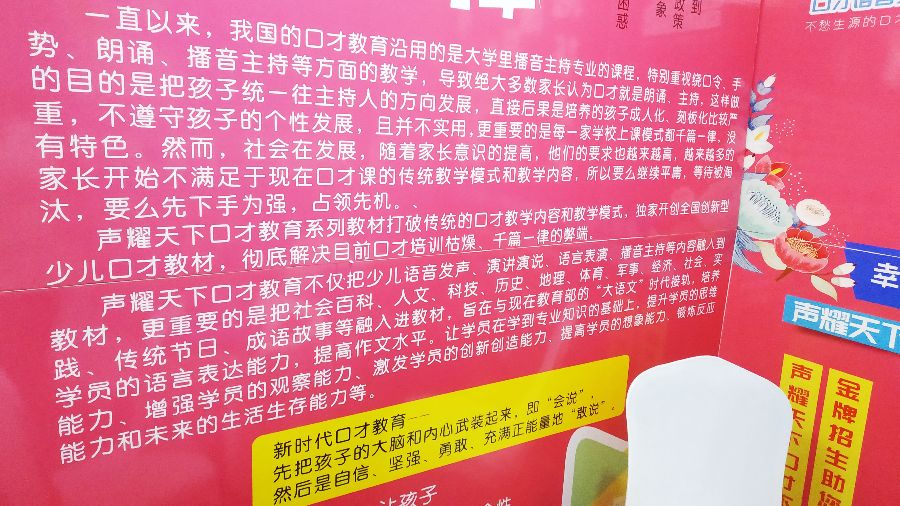 困惑
象
政策
到
不愁生源的口才
一直以来，我国的口才教育沿用的是大学里播音主持专业的课程，特别重视绕口令、手
势、朗诵、播音主持等方面的教学，导致绝大多数家长认为口才就是朗诵、主持，这样做
的目的是把孩子统一往主持人的方向发展，直接后果是培养的孩子成人化、刻板化比较严
重，不遵守孩子的个性发展，且并不实用，更重要的是每一家学校上课模式都千篇一律，没
有特色。然而，社会在发展，随着家长意识的提高，他们的要求也越来越高，越来越多的
家长开始不满足于现在口才课的传统教学模式和教学内容，所以要么继续平庸，等待被淘
汰，要么先下手为强，占领先机。、
声耀天下口才教育系列教材打破传统的口才教学内容和教学模式，独家开创全国创新型
少儿口才教材，彻底解决目前口才培训枯燥、千篇一律的弊端。
声耀天下口才教育不仅把少儿语音发声、演讲演说、语言表演、播音主持等内容融入到
教材，更重要的是把社会百科、人文、科技、历史、地理、体育、军事、经济、社会、实
践、传统节日、成语故事等融入进教材，旨在与现在教育部的“大语文”时代接轨，培养
学员的语言表达能力，提高作文水平。让学员在学到专业知识的基础上，提升学员的思维
能力、增强学员的观察能力、激发学员的创新创造能力、提高学员的想象能力、锻炼反应
能力和未来的生活生存能力等。
新时代口才教育——
先把孩子的大脑和内心武装起来，即“会说”，
然后是自信、坚强、勇敢、充满正能量地“敢说”。
让孩子
个性
幸
声耀天下
金牌招生助您
声耀天下口才